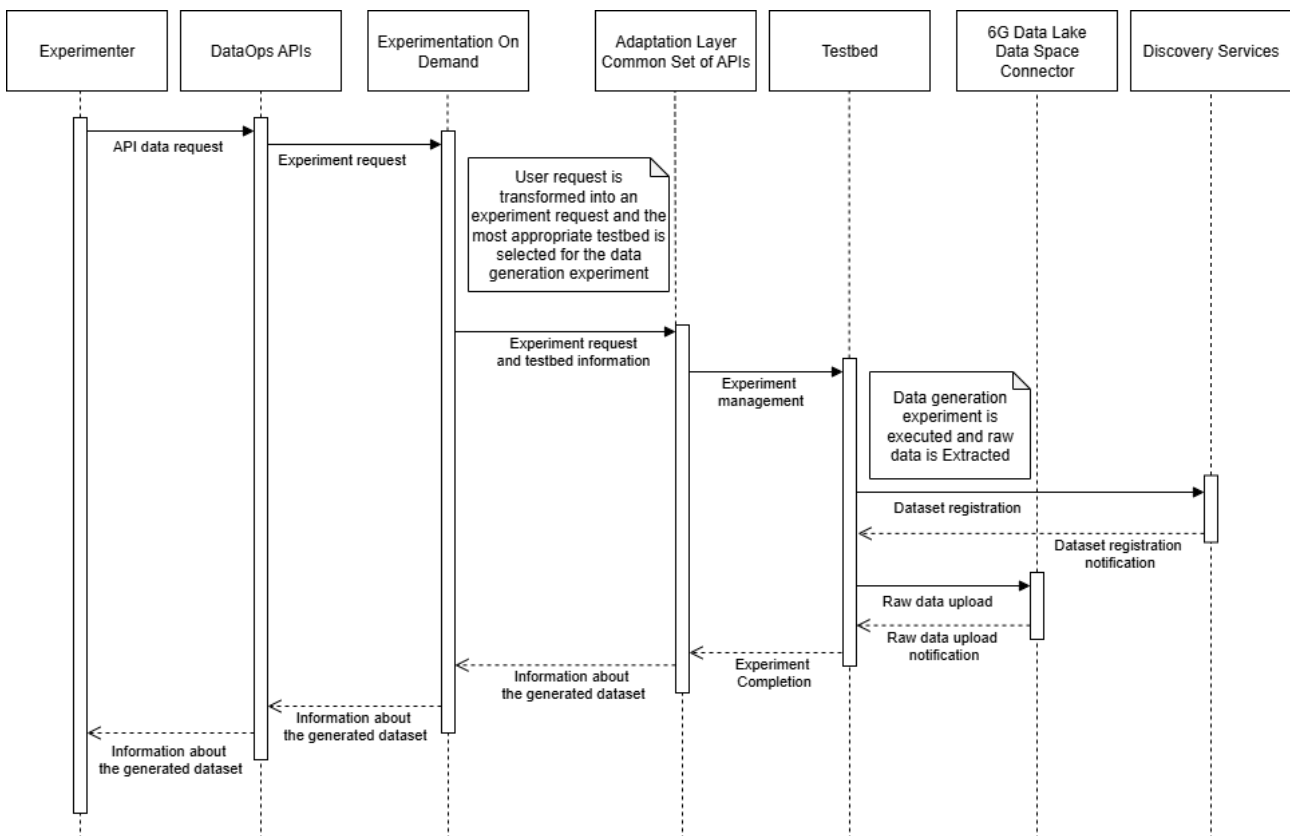 Experimenter
DataOps APIs
Experimentation On
Demand
Adaptation Layer
Common Set of APIs
Testbed
6G Data Lake
Data Space
Connector
Discovery Services
API data request
Experiment request
User request is
transformed into an
experiment request and the
most appropriate testbed is
selected for the data
generation experiment
Experiment request
and testbed information
Experiment
management
Data generation
experiment is
executed and raw
data is Extracted
Dataset registration
Dataset registration
notification
Raw data upload
Raw data upload
notification
Experiment
Completion
Information about
the generated dataset
Information about
the generated dataset
Information about
the generated dataset